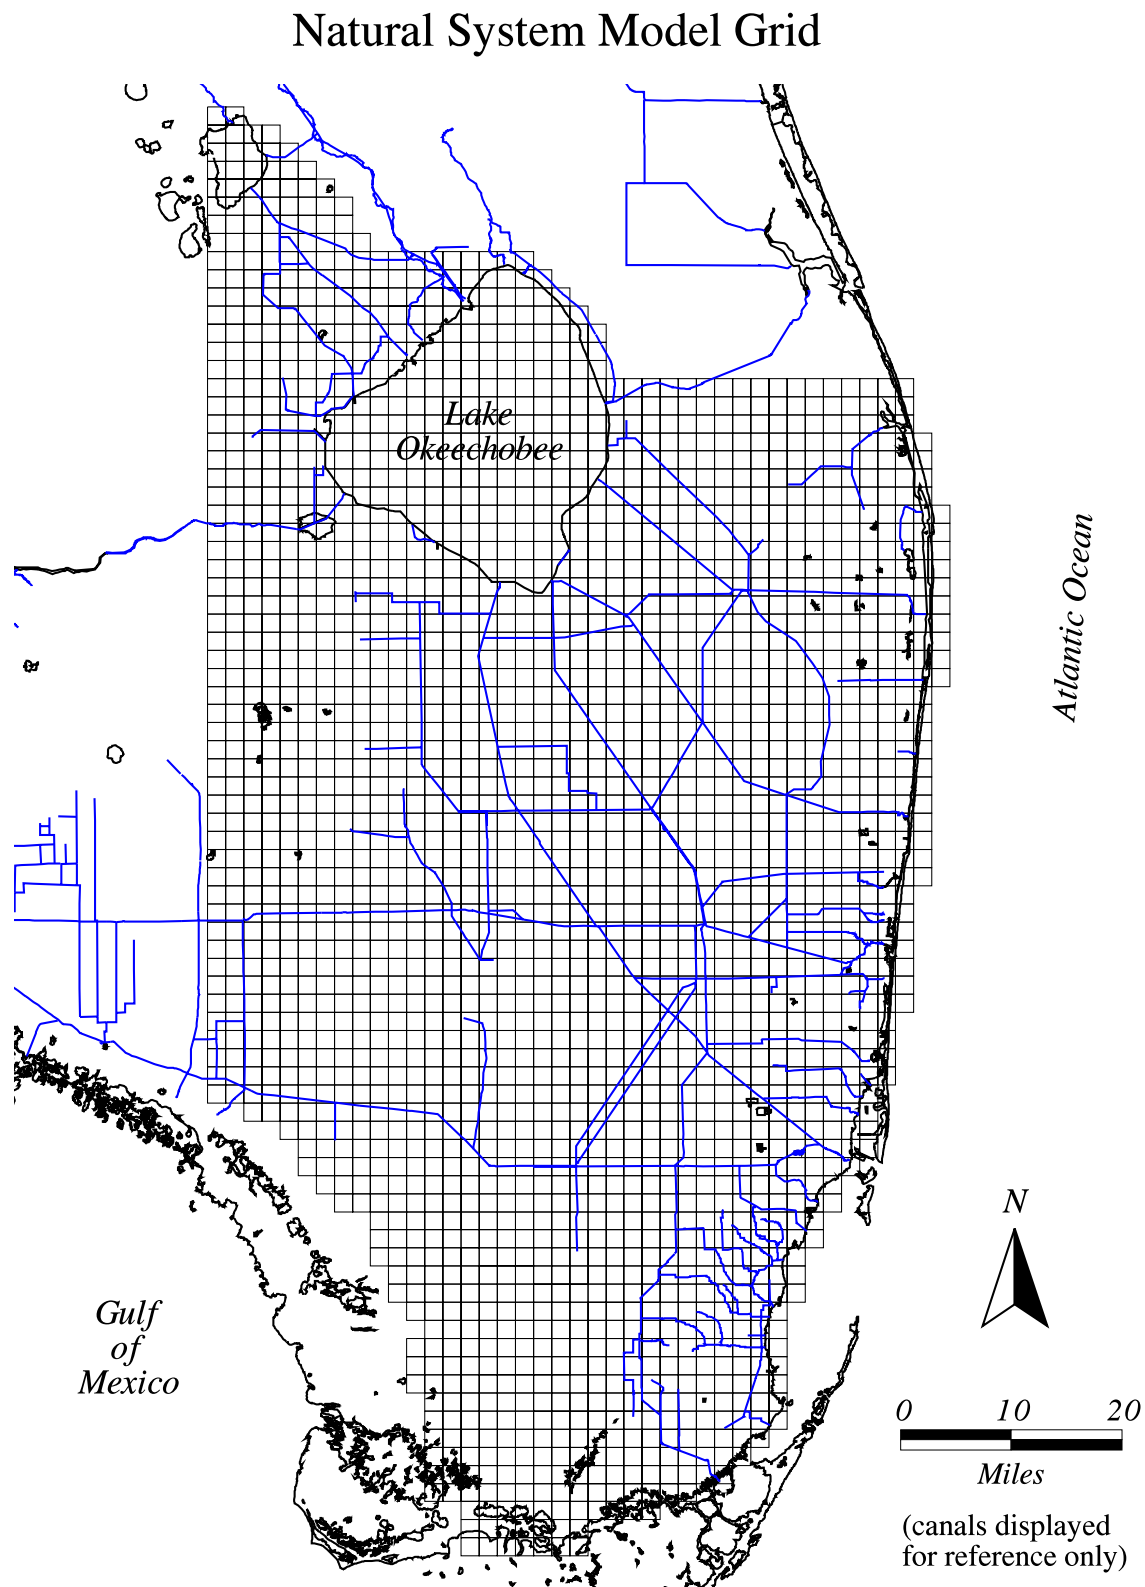 Natural System Model Grid
Lake
Okeechobee
Atlantic Ocean
N
Gulf
of
Mexico
0 10 20
Miles
(canals displayed
for reference only)